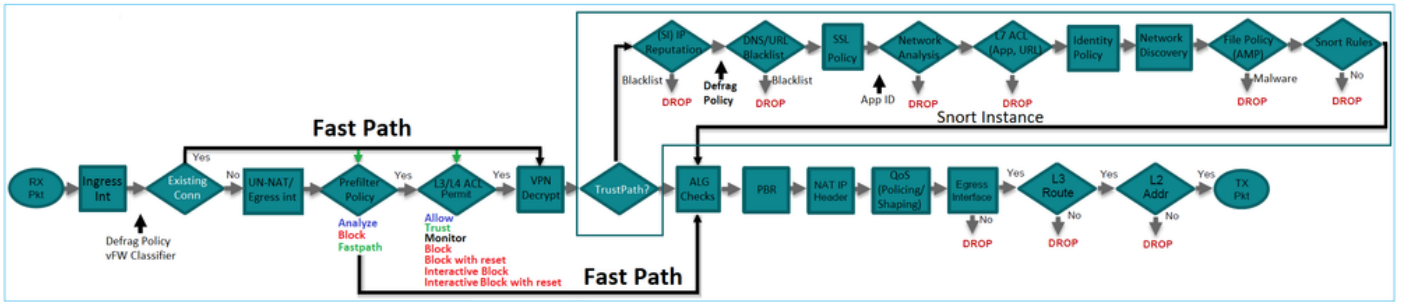 (SI) IP
Reputation
DNS/URL
Blacklist
SSL
Policy
Network
Analysis
L7 ACL
(App, URL)
Identity
Policy
Network
Discovery
File Policy
(AMP)
Snort Rules
Blacklist
DROP
Defrag
Policy
Blacklist
DROP
App ID
DROP
DROP
Malware
DROP
No
DROP
Snort Instance
Fast Path
RX
Pkt
Ingress
Int
Existing
Conn
Yes
No
UN-NAT/
Egress int
Prefilter
Policy
Yes
L3/L4 ACL
Permit
Yes
VPN
Decrypt
TrustPath?
ALG
Checks
PBR
NAT IP
Header
QoS
(Policing/
Shaping)
Egress
Interface
Yes
L3
Route
Yes
L2
Addr
Yes
TX
Pkt
No
DROP
No
DROP
No
DROP
Defrag Policy
vFW Classifier
Analyze
Block
Fastpath
Allow
Trust
Monitor
Block
Block with reset
Interactive Block
Interactive Block with reset
Fast Path